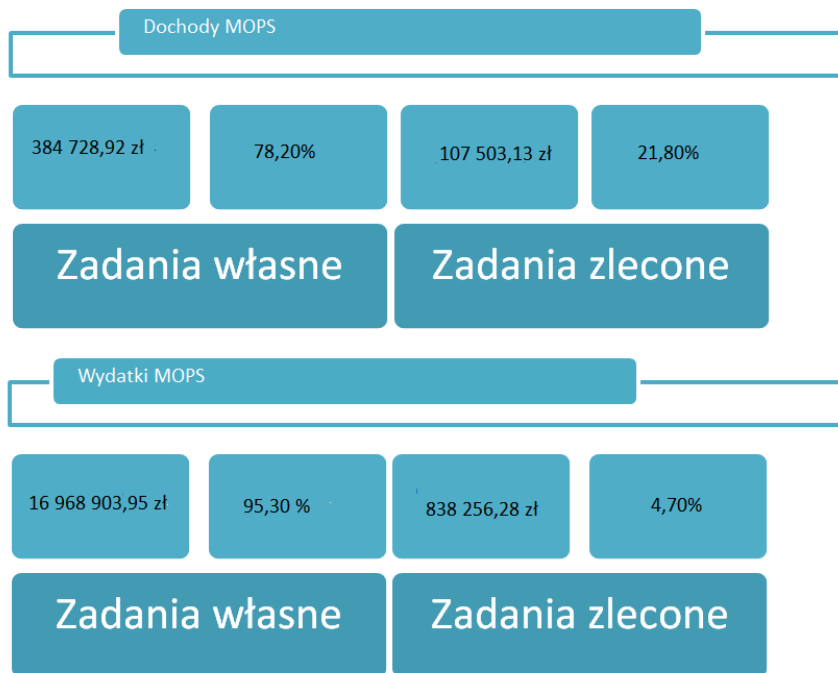 Dochody MOPS
384 728,92 zł
78,20%
107 503,13 zł
21,80%
Zadania własne
Zadania zlecone
Wydatki MOPS
16 968 903,95 zł
95,30 %
838 256,28 zł
4,70%
Zadania własne
Zadania zlecone